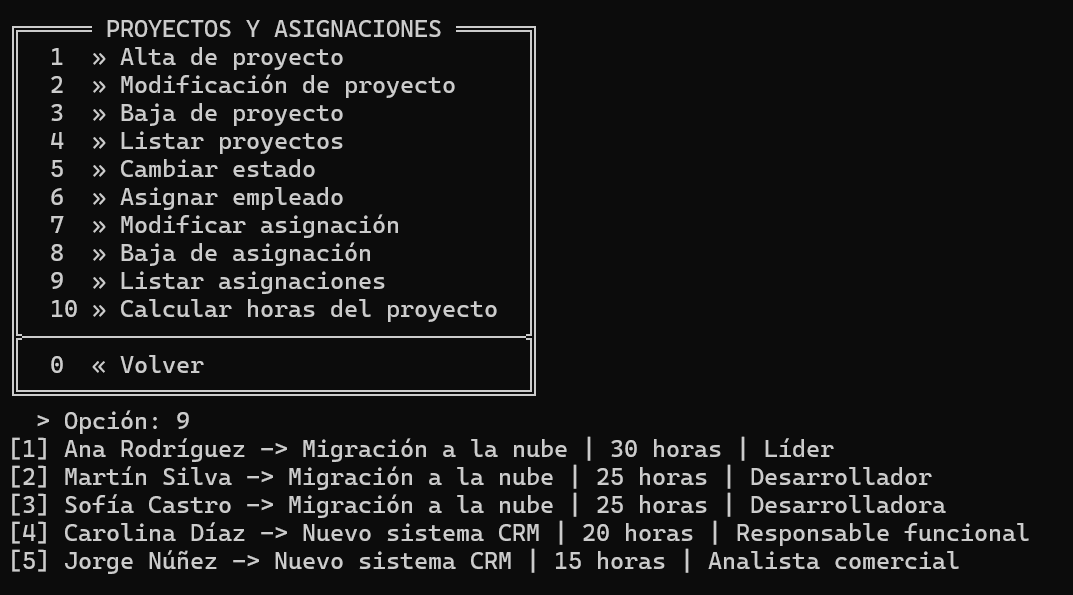 PROYECTOS Y ASIGNACIONES
1 » Alta de proyecto
2 » Modificación de proyecto
3 » Baja de proyecto
4 » Listar proyectos
5 » Cambiar estado
6 » Asignar empleado
7 » Modificar asignación
8 » Baja de asignación
9 » Listar asignaciones
10 » Calcular horas del proyecto
0 « Volver
> Opción: 9
[1] Ana Rodríguez —> Migración a la nube | 30 horas | Líder
[2] Martín Silva —> Migración a la nube | 25 horas | Desarrollador
[3] Sofía Castro —> Migración a la nube | 25 horas | Desarrolladora
[4] Carolina Díaz —> Nuevo sistema CRM | 20 horas | Responsable funcional
[5] Jorge Núñez —> Nuevo sistema CRM | 15 horas | Analista comercial